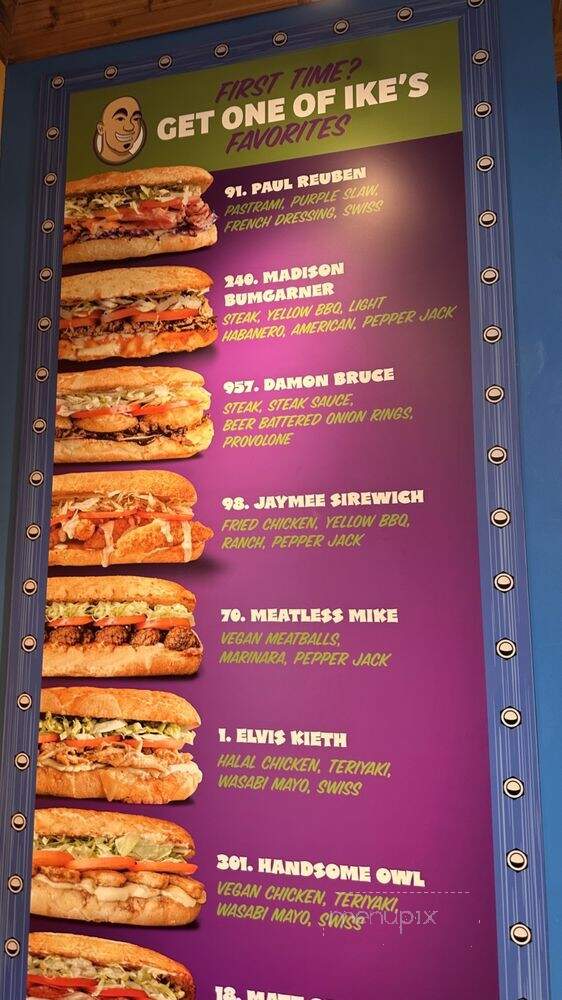 FIRST TIME?
GET ONE OF IKE'S
FAVORITES
91. PAUL REUBEN
PASTRAMI, PURPLE SLAW,
FRENCH DRESSING, SWISS
240. MADISON
BUMGARNER
STEAK, YELLOW BBQ, LIGHT
HABANERO, AMERICAN, PEPPER JACK
957. DAMON BRUCE
STEAK, STEAK SAUCE,
BEER BATTERED ONION RINGS,
PROVOLONE
98. JAYMEE SIREWICH
FRIED CHICKEN, YELLOW BBQ,
RANCH, PEPPER JACK
70. MEATLESS MIKE
VEGAN MEATBALLS,
MARINARA, PEPPER JACK
1. ELVIS KIETH
HALAL CHICKEN, TERIYAKI,
WASABI MAYO, SWISS
301. HANDSOME OWL
VEGAN CHICKEN, TERIYAKI,
WASABI MAYO, SWISS
menupix
18. MATT